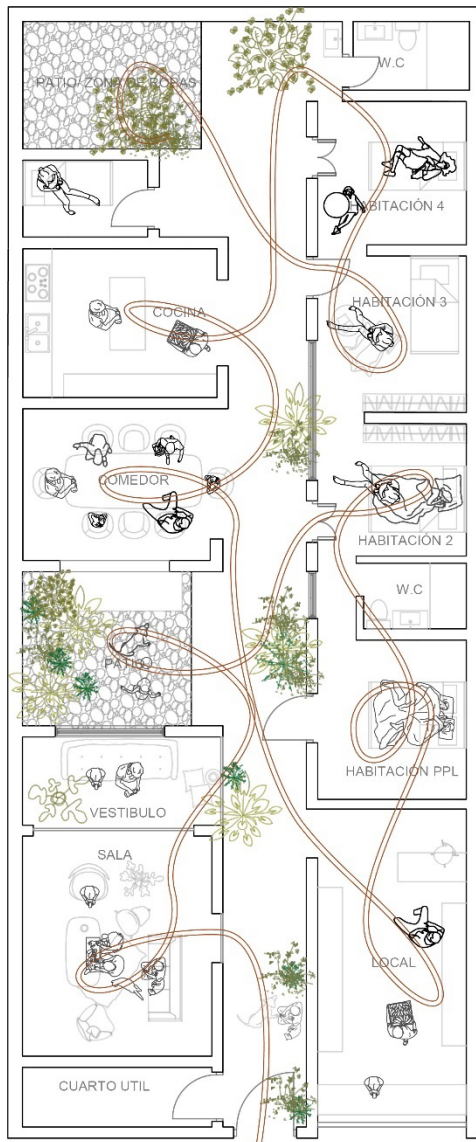 W.C
PATIO/ ZONA DE ROPAS
HABITACIÓN 4
HABITACIÓN 3
COCINA
COMEDOR
HABITACIÓN 2
W.C
PATIO
HABITACIÓN PPL
VESTIBULO
SALA
LOCAL
CUARTO UTIL